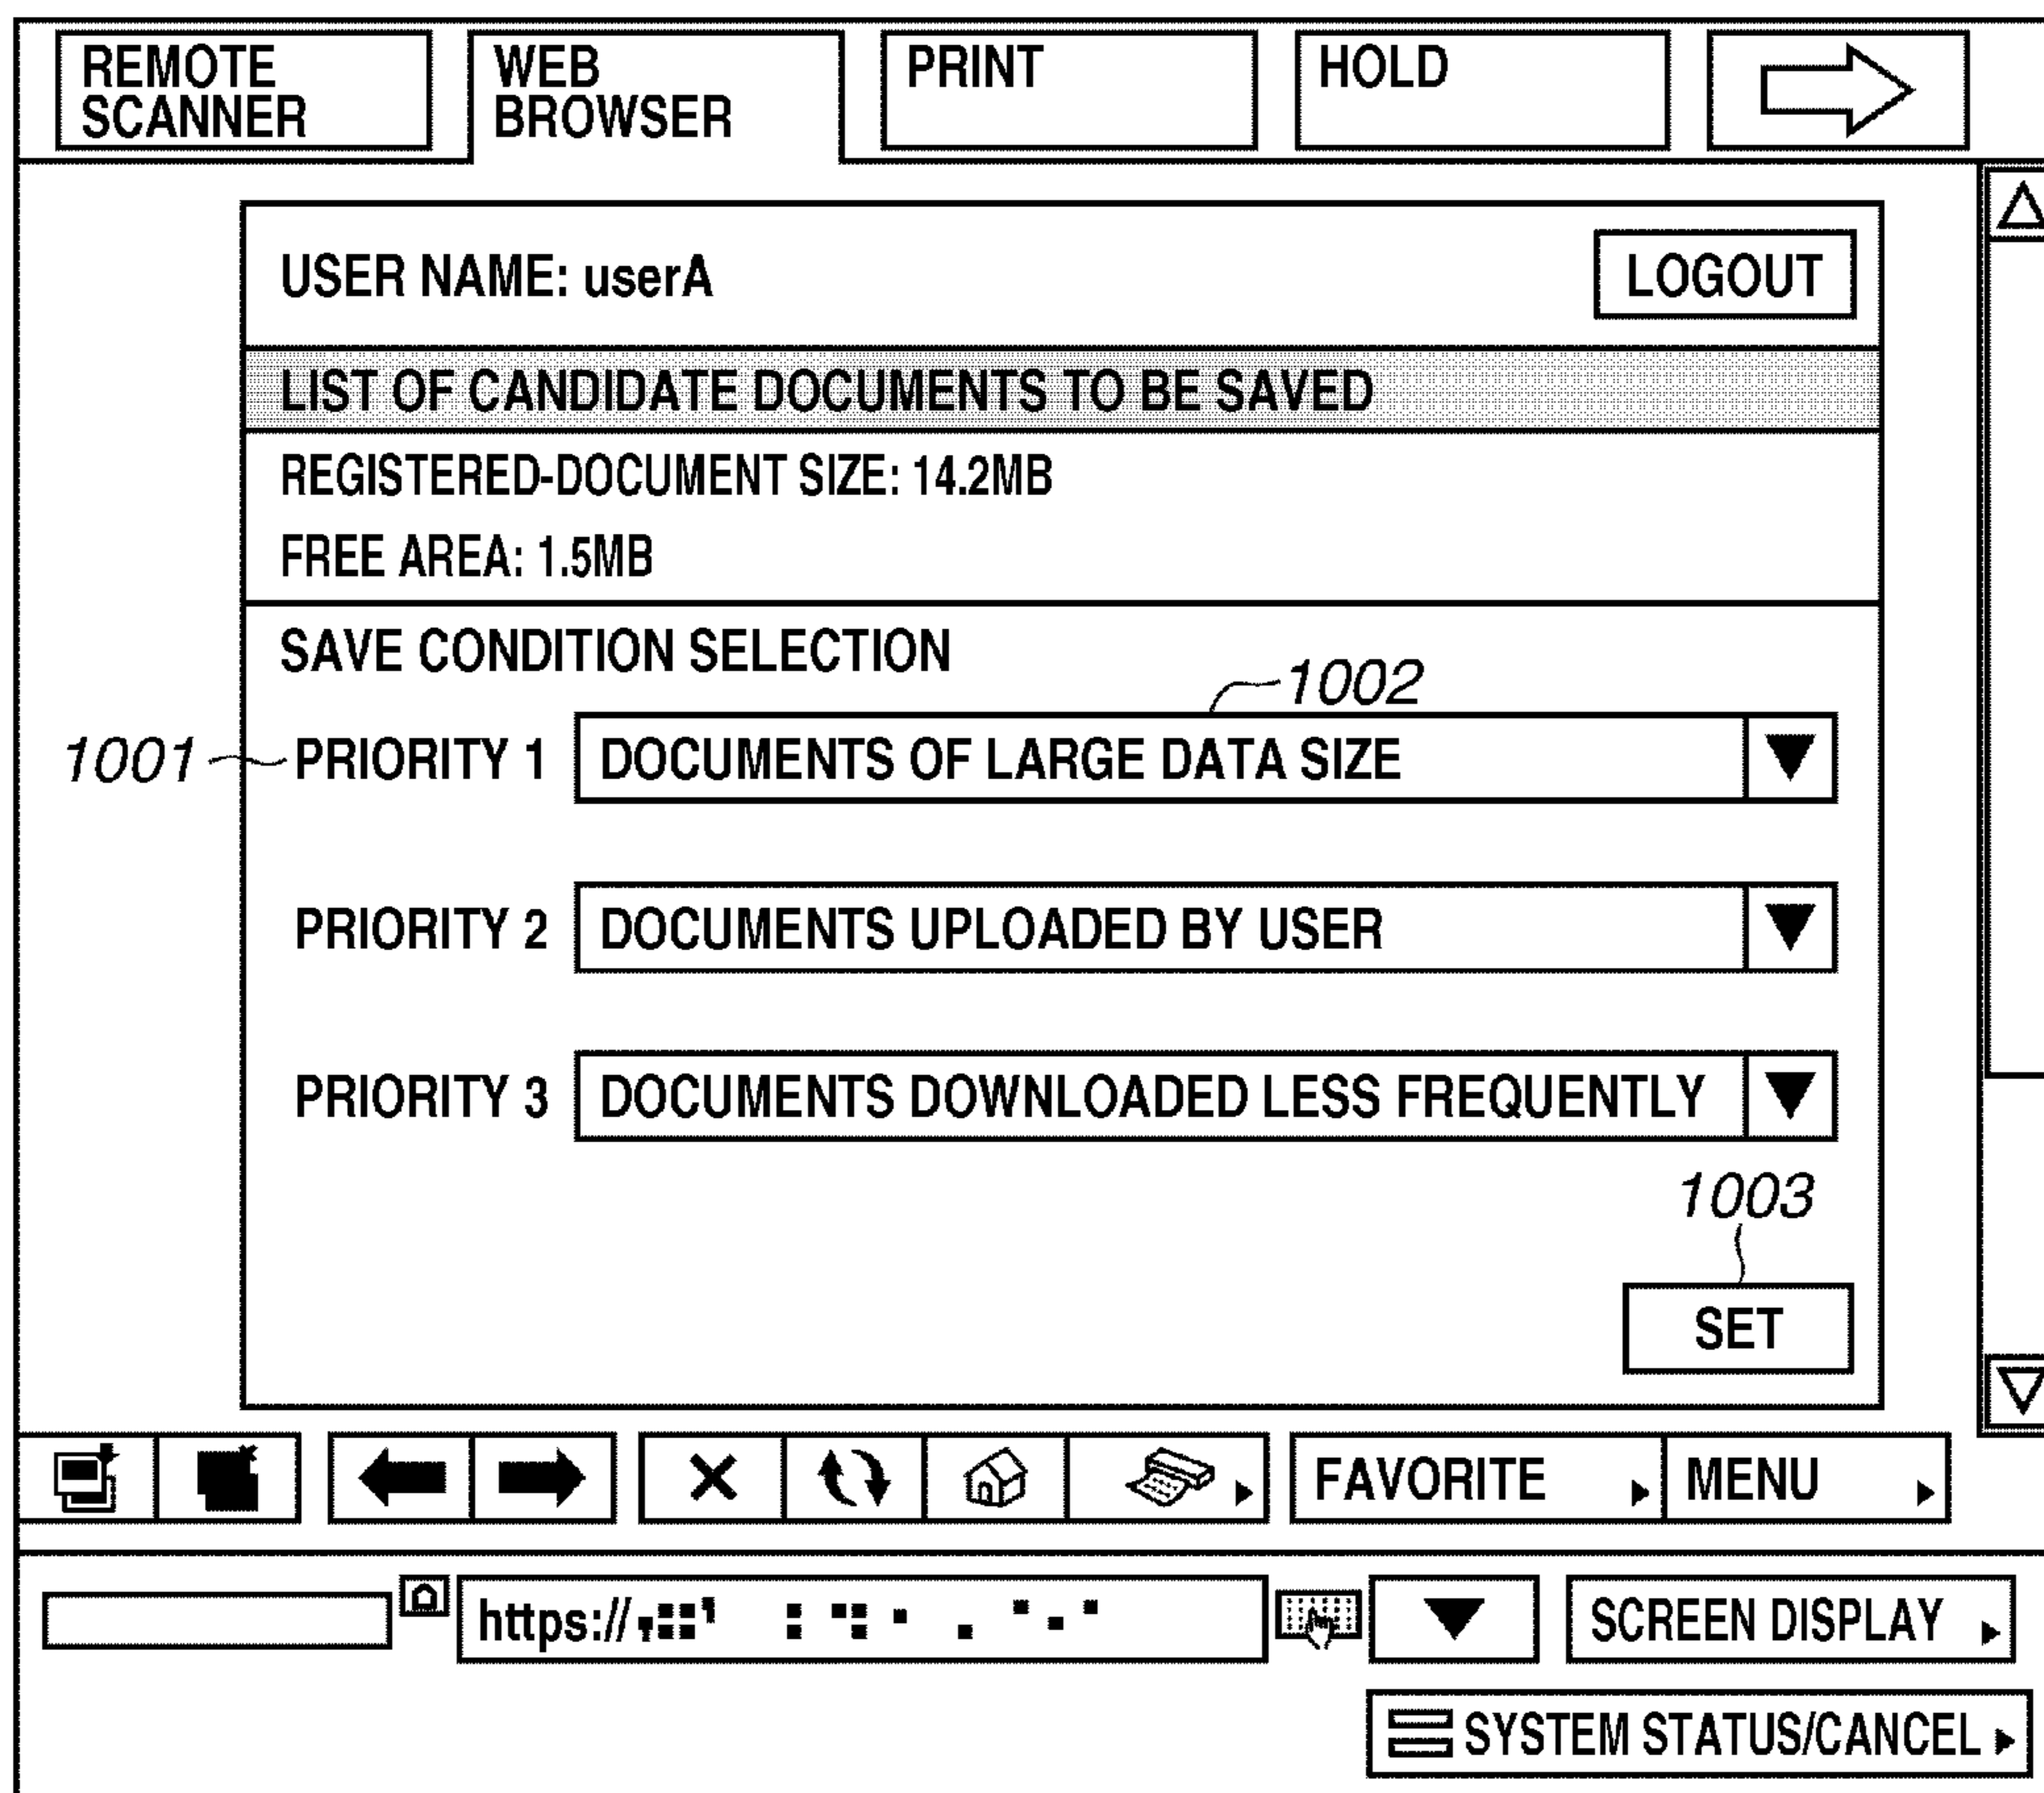 REMOTE
SCANNER
WEB
BROWSER
PRINT
HOLD
USER NAME: userA
LOGOUT
LIST OF CANDIDATE DOCUMENTS TO BE SAVED
REGISTERED-DOCUMENT SIZE: 14.2MB
FREE AREA: 1.5MB
SAVE CONDITION SELECTION
1002
1001
PRIORITY 1
DOCUMENTS OF LARGE DATA SIZE
PRIORITY 2
DOCUMENTS UPLOADED BY USER
PRIORITY 3
DOCUMENTS DOWNLOADED LESS FREQUENTLY
1003
SET
FAVORITE
MENU
https://
SCREEN DISPLAY
SYSTEM STATUS/CANCEL